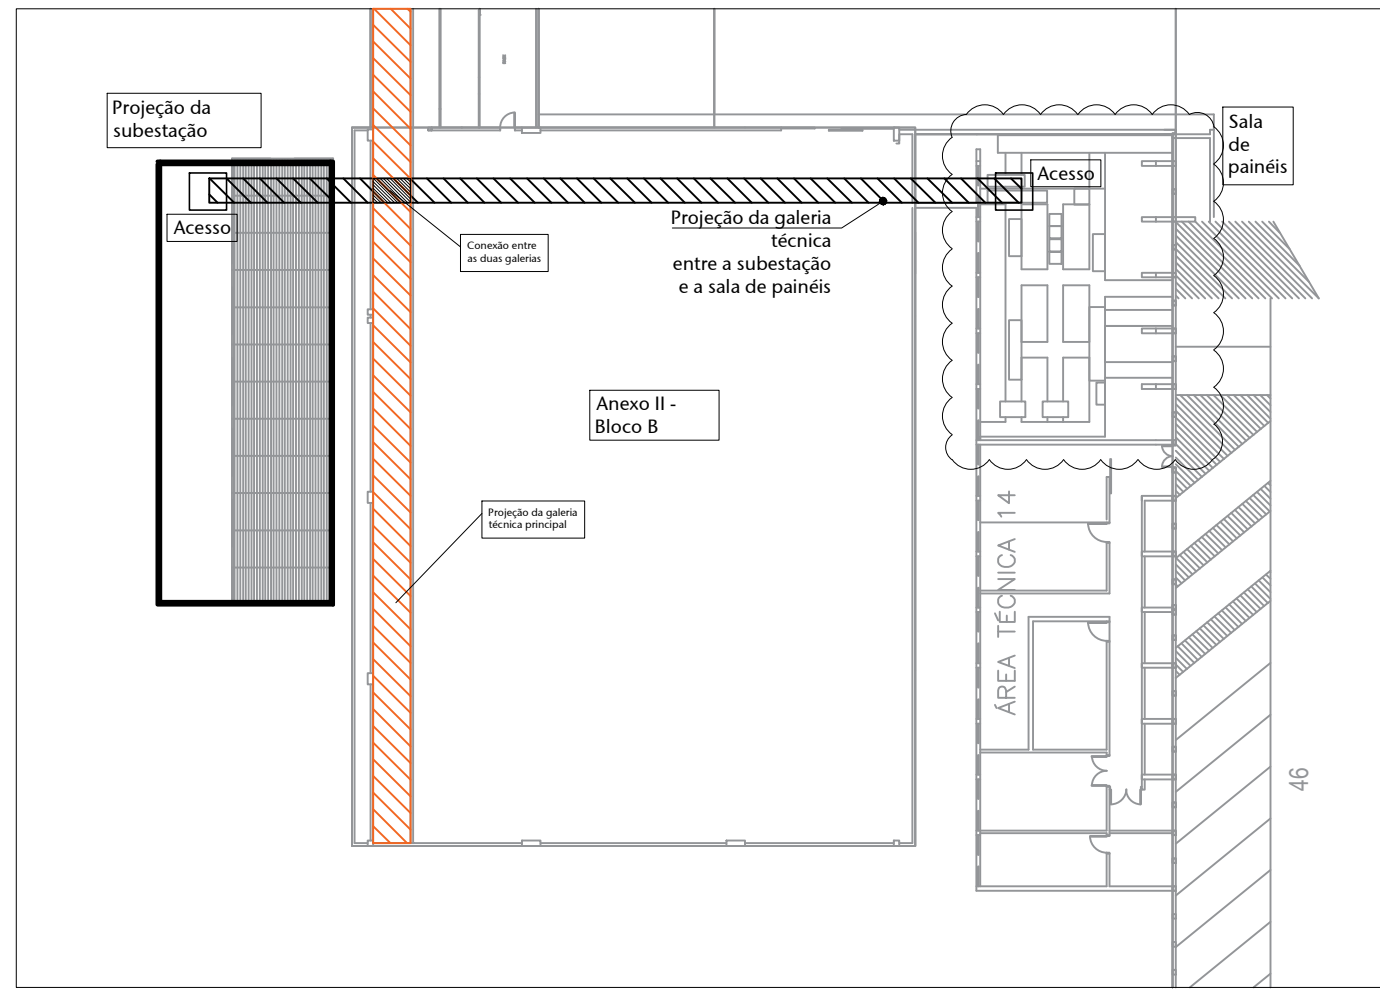 Projeção da
subestação
Sala
de
painéis
Acesso
Acesso
Projeção da galeria
técnica
entre a subestação
e a sala de painéis
Conexão entre
as duas galerias
Anexo II -
Bloco B
Projeção da galeria
técnica principal
ÁREA TÉCNICA 14
46